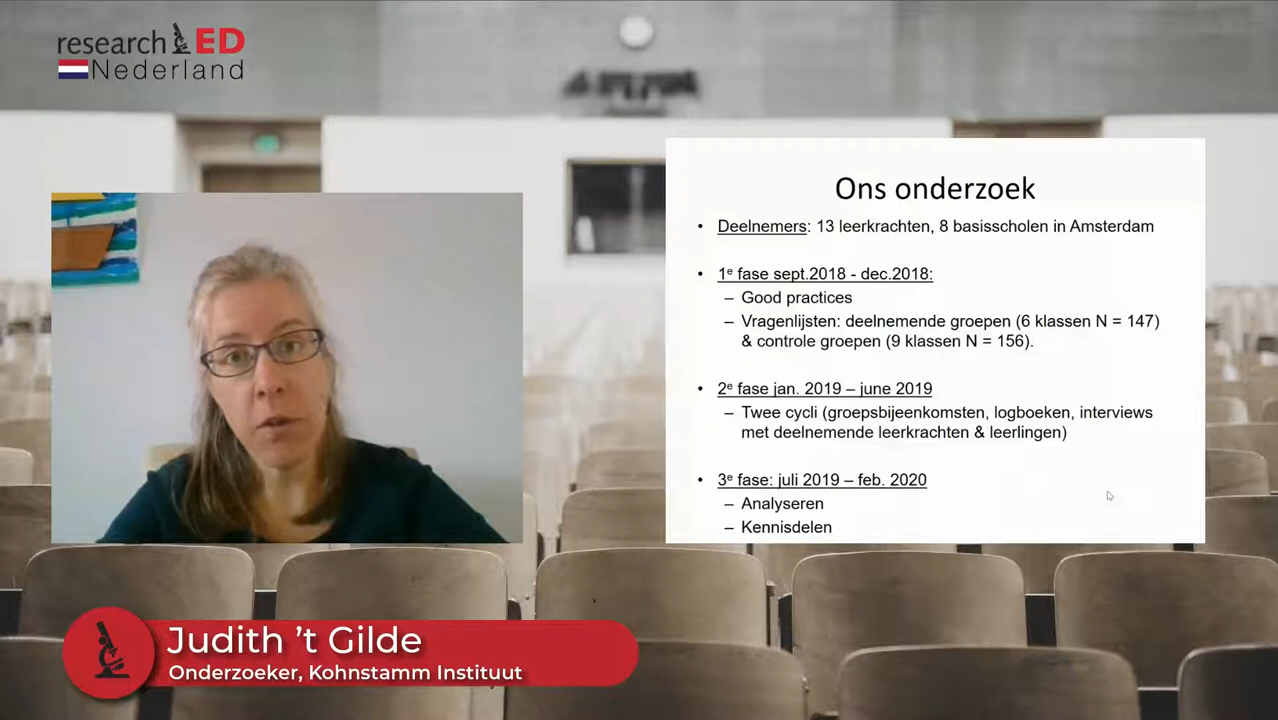 researchED
Nederland
Ons onderzoek
• Deelnemers: 13 leerkrachten, 8 basisscholen in Amsterdam
• 1e fase sept.2018 - dec.2018:
– Good practices
– Vragenlijsten: deelnemende groepen (6 klassen N = 147)
& controle groepen (9 klassen N = 156).
• 2e fase jan. 2019 – june 2019
– Twee cycli (groepsbijeenkomsten, logboeken, interviews
met deelnemende leerkrachten & leerlingen)
• 3e fase: juli 2019 – feb. 2020
– Analyseren
– Kennisdelen
Judith ’t Gilde
Onderzoeker, Kohnstamm Instituut